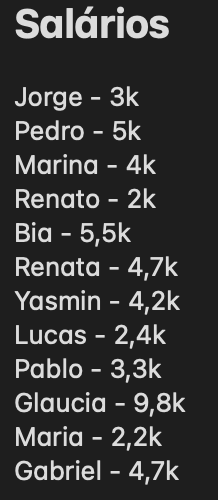 Salários
Jorge - 3k
Pedro - 5k
Marina - 4k
Renato - 2k
Bia - 5,5k
Renata - 4,7k
Yasmin - 4,2k
Lucas - 2,4k
Pablo - 3,3k
Glaucia - 9,8k
Maria - 2,2k
Gabriel - 4,7k